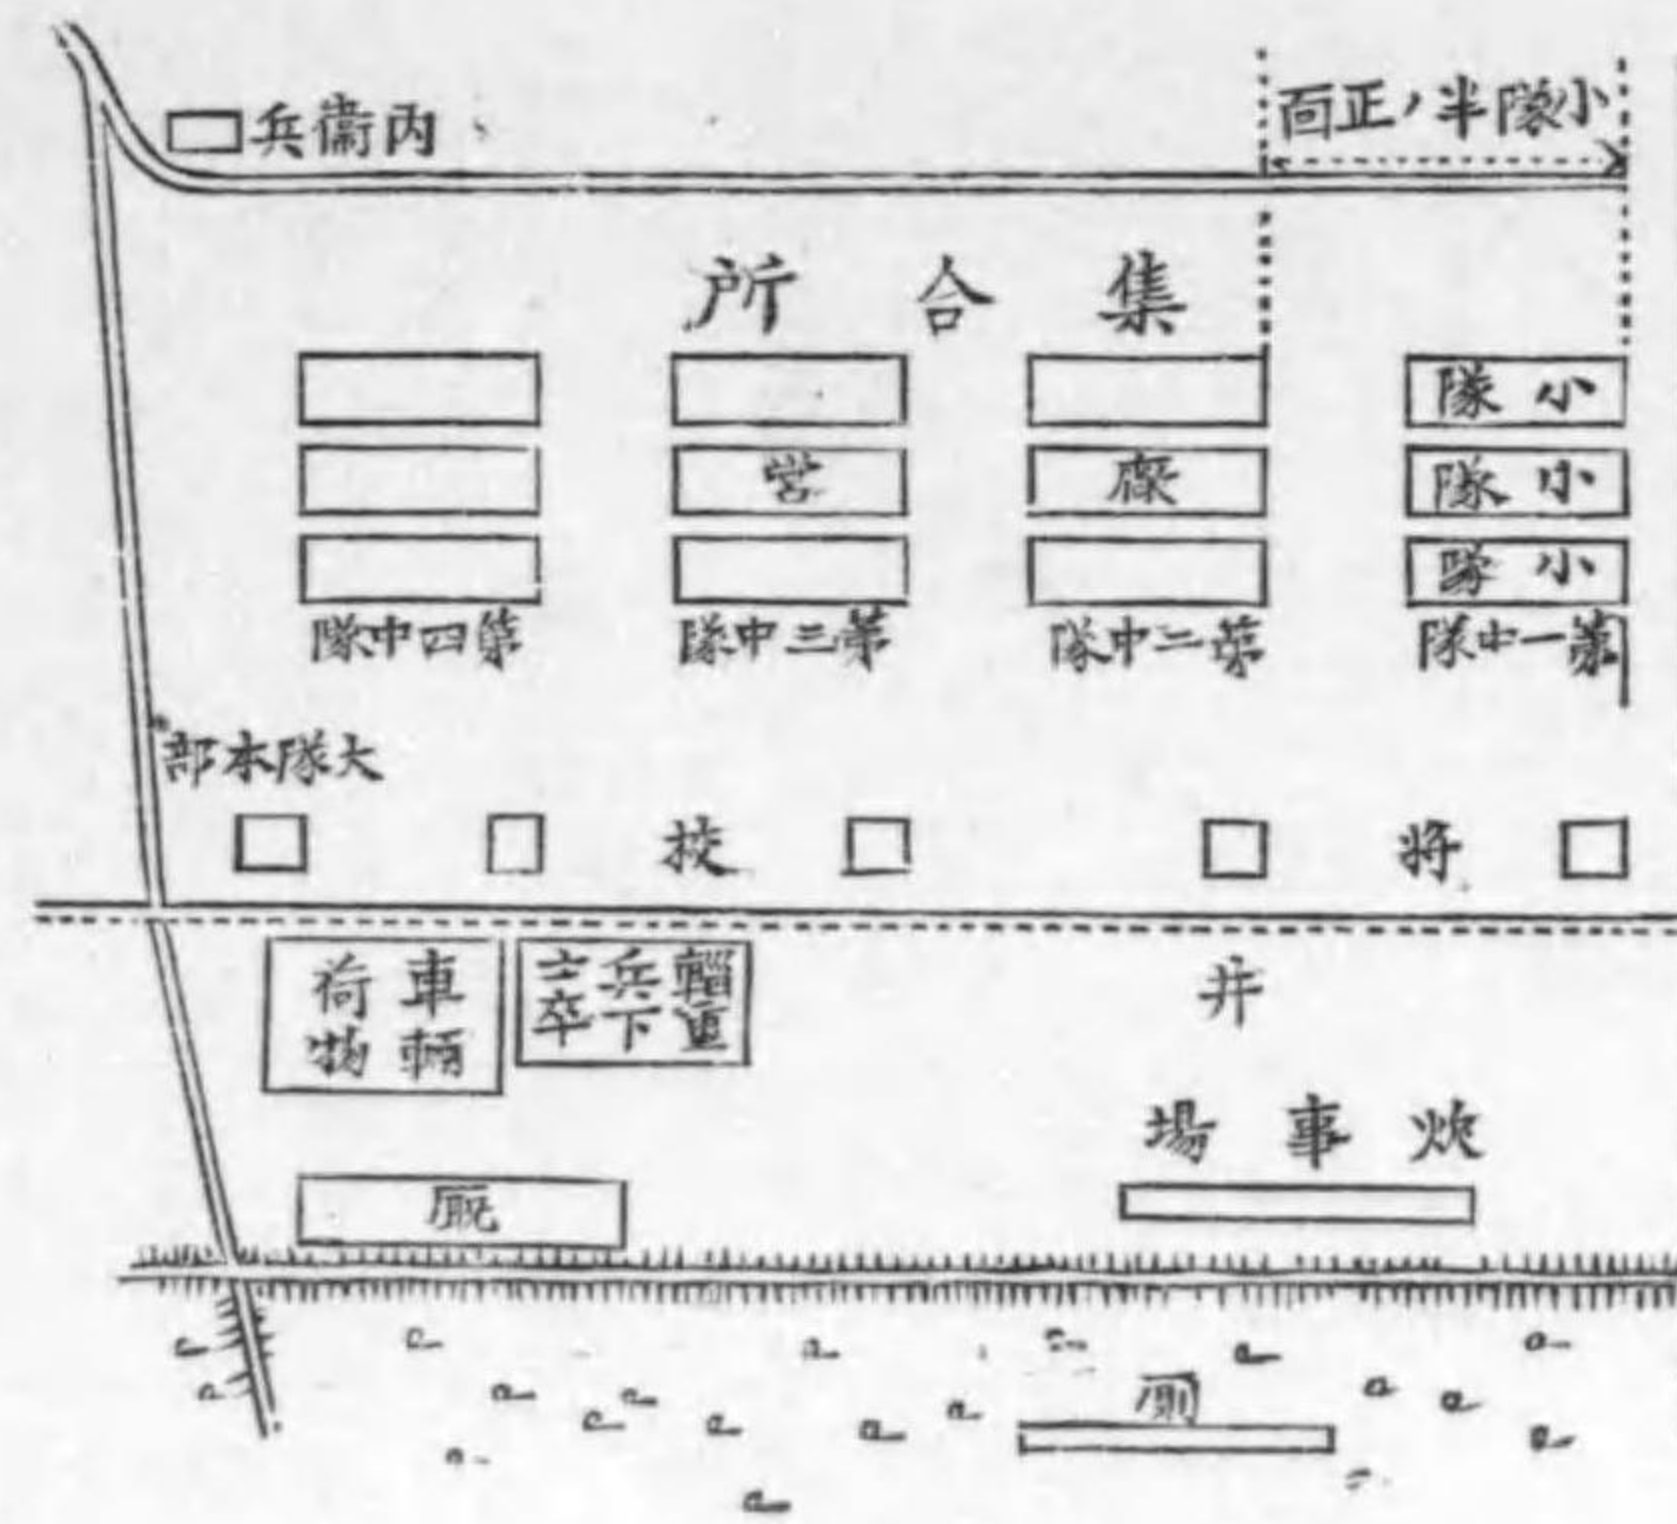 内衞兵
小隊半ノ正面
集合所
小隊
小隊
小隊
廠
営
第一中隊
第二中隊
第三中隊
第四中隊
大隊本部
将校
井
輜重
兵下
士卒
車輌
荷物
炊事場
厩
厠